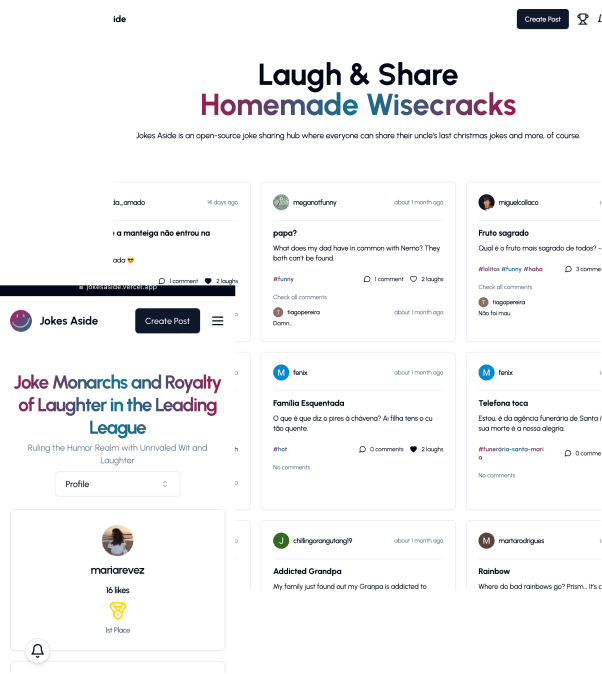 ide
Create Post
Laugh & Share
Homemade Wisecracks
Jokes Aside is an open-source joke sharing hub where everyone can share their uncle's last christmas jokes and more, of course.
da_amado
14 days ago
a manteiga não entrou na
ada 😎
1 comment
2 laughs
meganotfunny
about 1 month ago
papa?
What does my dad have in common with Nemo? They
both can't be found.
#funny
1 comment
2 laughs
Check all comments
T
tiagopereira
about 1 month ago
Damn..
miguelcollaco
Fruto sagrado
Qual é o fruto mais sagrado de todos? -
#lolitos #funny #haha
3 comme
Check all comments
T
tiagopereira
Não foi mau
M
fenix
about 1 month ago
Família Esquentada
O que é que diz o pires à chávena? Ai filha tens o cu
tão quente.
#hot
0 comments
2 laughs
No comments
M
fenix
Telefona toca
Estou, é da agência funerária de Santa
sua morte é a nossa alegria.
#funerária-santo-mari
a
0 comme
No comments
J
chillingorangutang19
about 1 month ago
Addicted Grandpa
My family just found out my Granpa is addicted to
M
martarodrigues
Rainbow
Where do bad rainbows go? Prism... It's
jokesaside.vercel.app
Jokes Aside
Create Post
Joke Monarchs and Royalty
of Laughter in the Leading
League
Ruling the Humor Realm with Unrivaled Wit and
Laughter
Profile
mariarevez
16 likes
1st Place